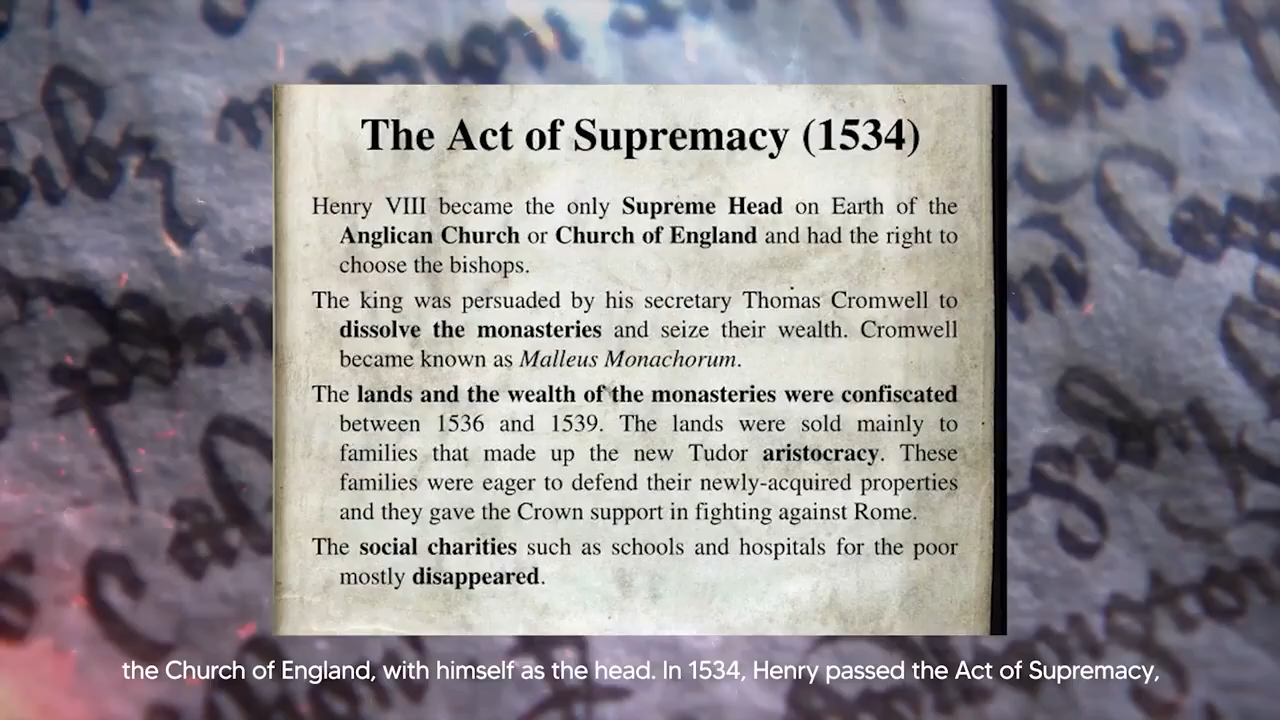 The Act of Supremacy (1534)
Henry VIII became the only Supreme Head on Earth of the
Anglican Church or Church of England and had the right to
choose the bishops.
The king was persuaded by his secretary Thomas Cromwell to
dissolve the monasteries and seize their wealth. Cromwell
became known as Malleus Monachorum.
The lands and the wealth of the monasteries were confiscated
between 1536 and 1539. The lands were sold mainly to
families that made up the new Tudor aristocracy. These
families were eager to defend their newly-acquired properties
and they gave the Crown support in fighting against Rome.
The social charities such as schools and hospitals for the poor
mostly disappeared.
the Church of England, with himself as the head. In 1534, Henry passed the Act of Supremacy,